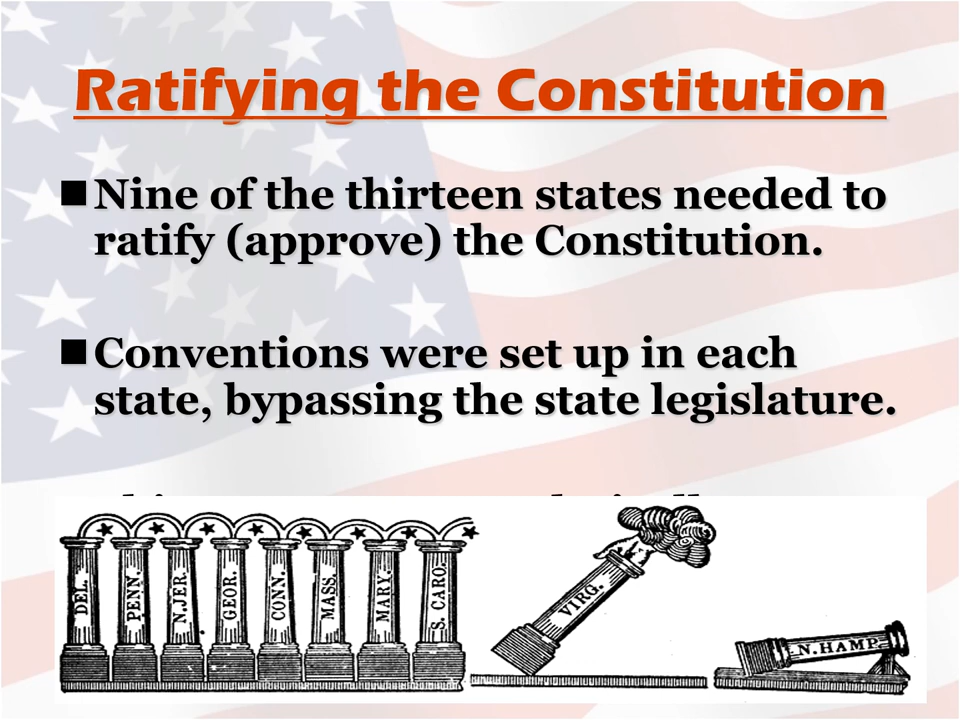 Ratifying the Constitution
Nine of the thirteen states needed to
ratify (approve) the Constitution.
Conventions were set up in each
state, bypassing the state legislature.
DEL.
PENN.
N.JER.
GEOR.
CONN.
MASS.
MARY.
S. CARO.
VIRG.
N.HAMP.